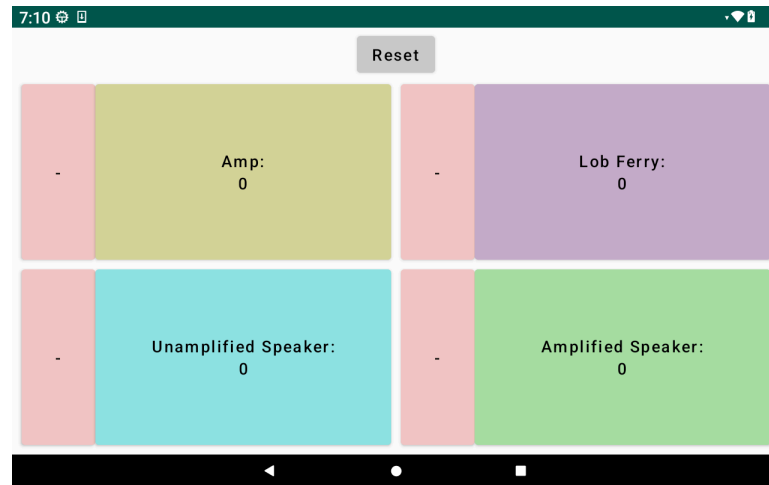 7:10
Reset
-
Amp:
0
-
Lob Ferry:
0
-
Unamplified Speaker:
0
-
Amplified Speaker:
0